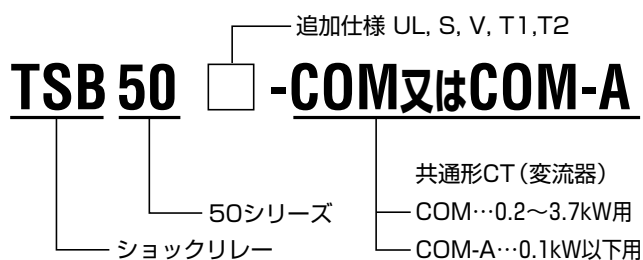 追加仕様 UL, S, V, T1,T2
TSB 50 □ -COM又はCOM-A
共通形CT(変流器)
50シリーズ
COM…0.2〜3.7kW用
ショックリレー
COM-A…0.1kW以下用